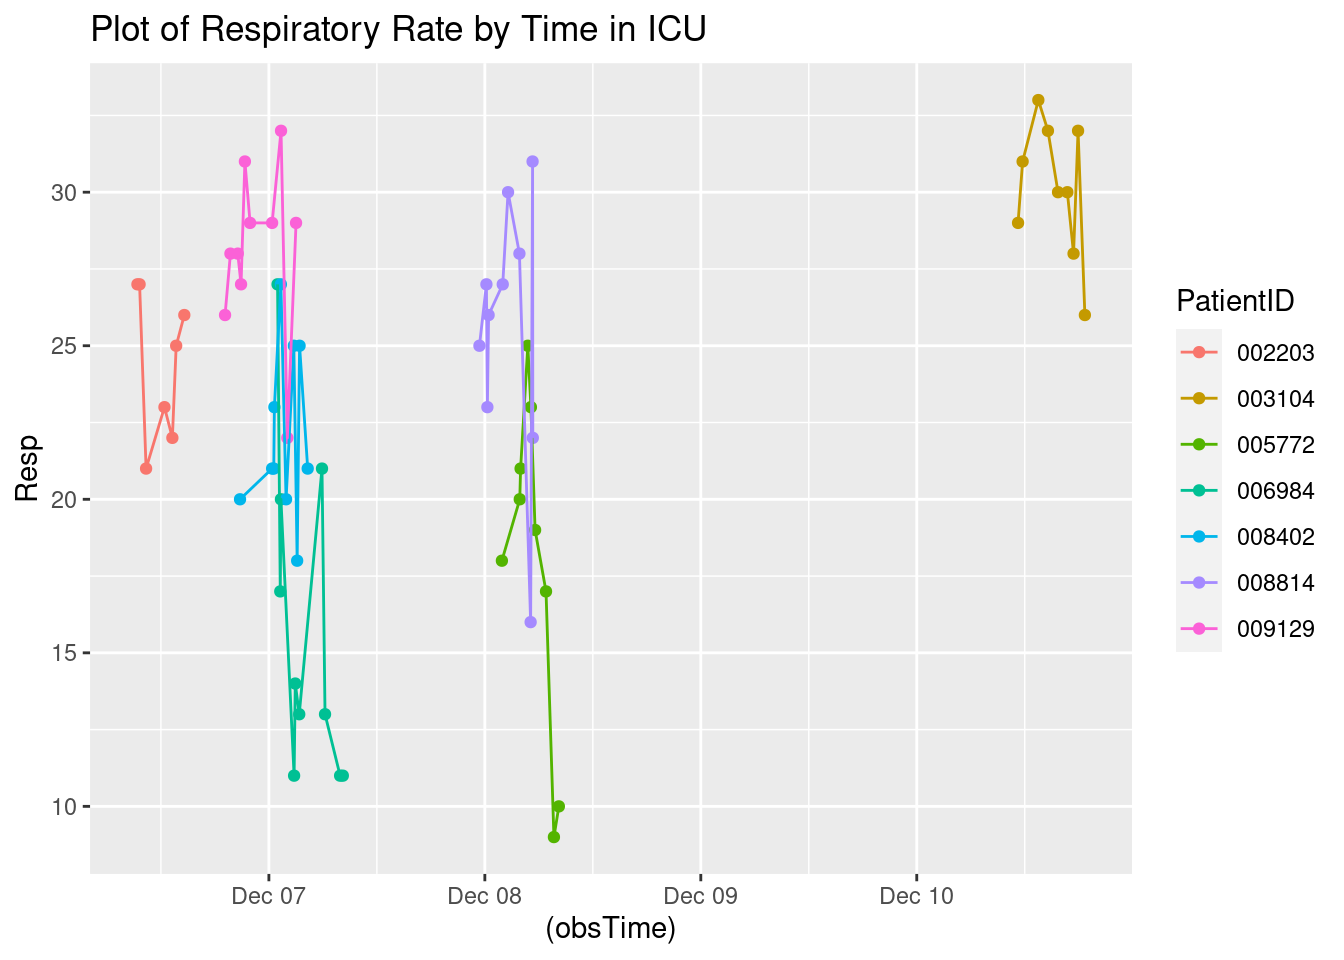 Plot of Respiratory Rate by Time in ICU
30
25
20
15
10
Resp
Dec 07
Dec 08
Dec 09
Dec 10
(obsTime)
PatientID
002203
003104
005772
006984
008402
008814
009129